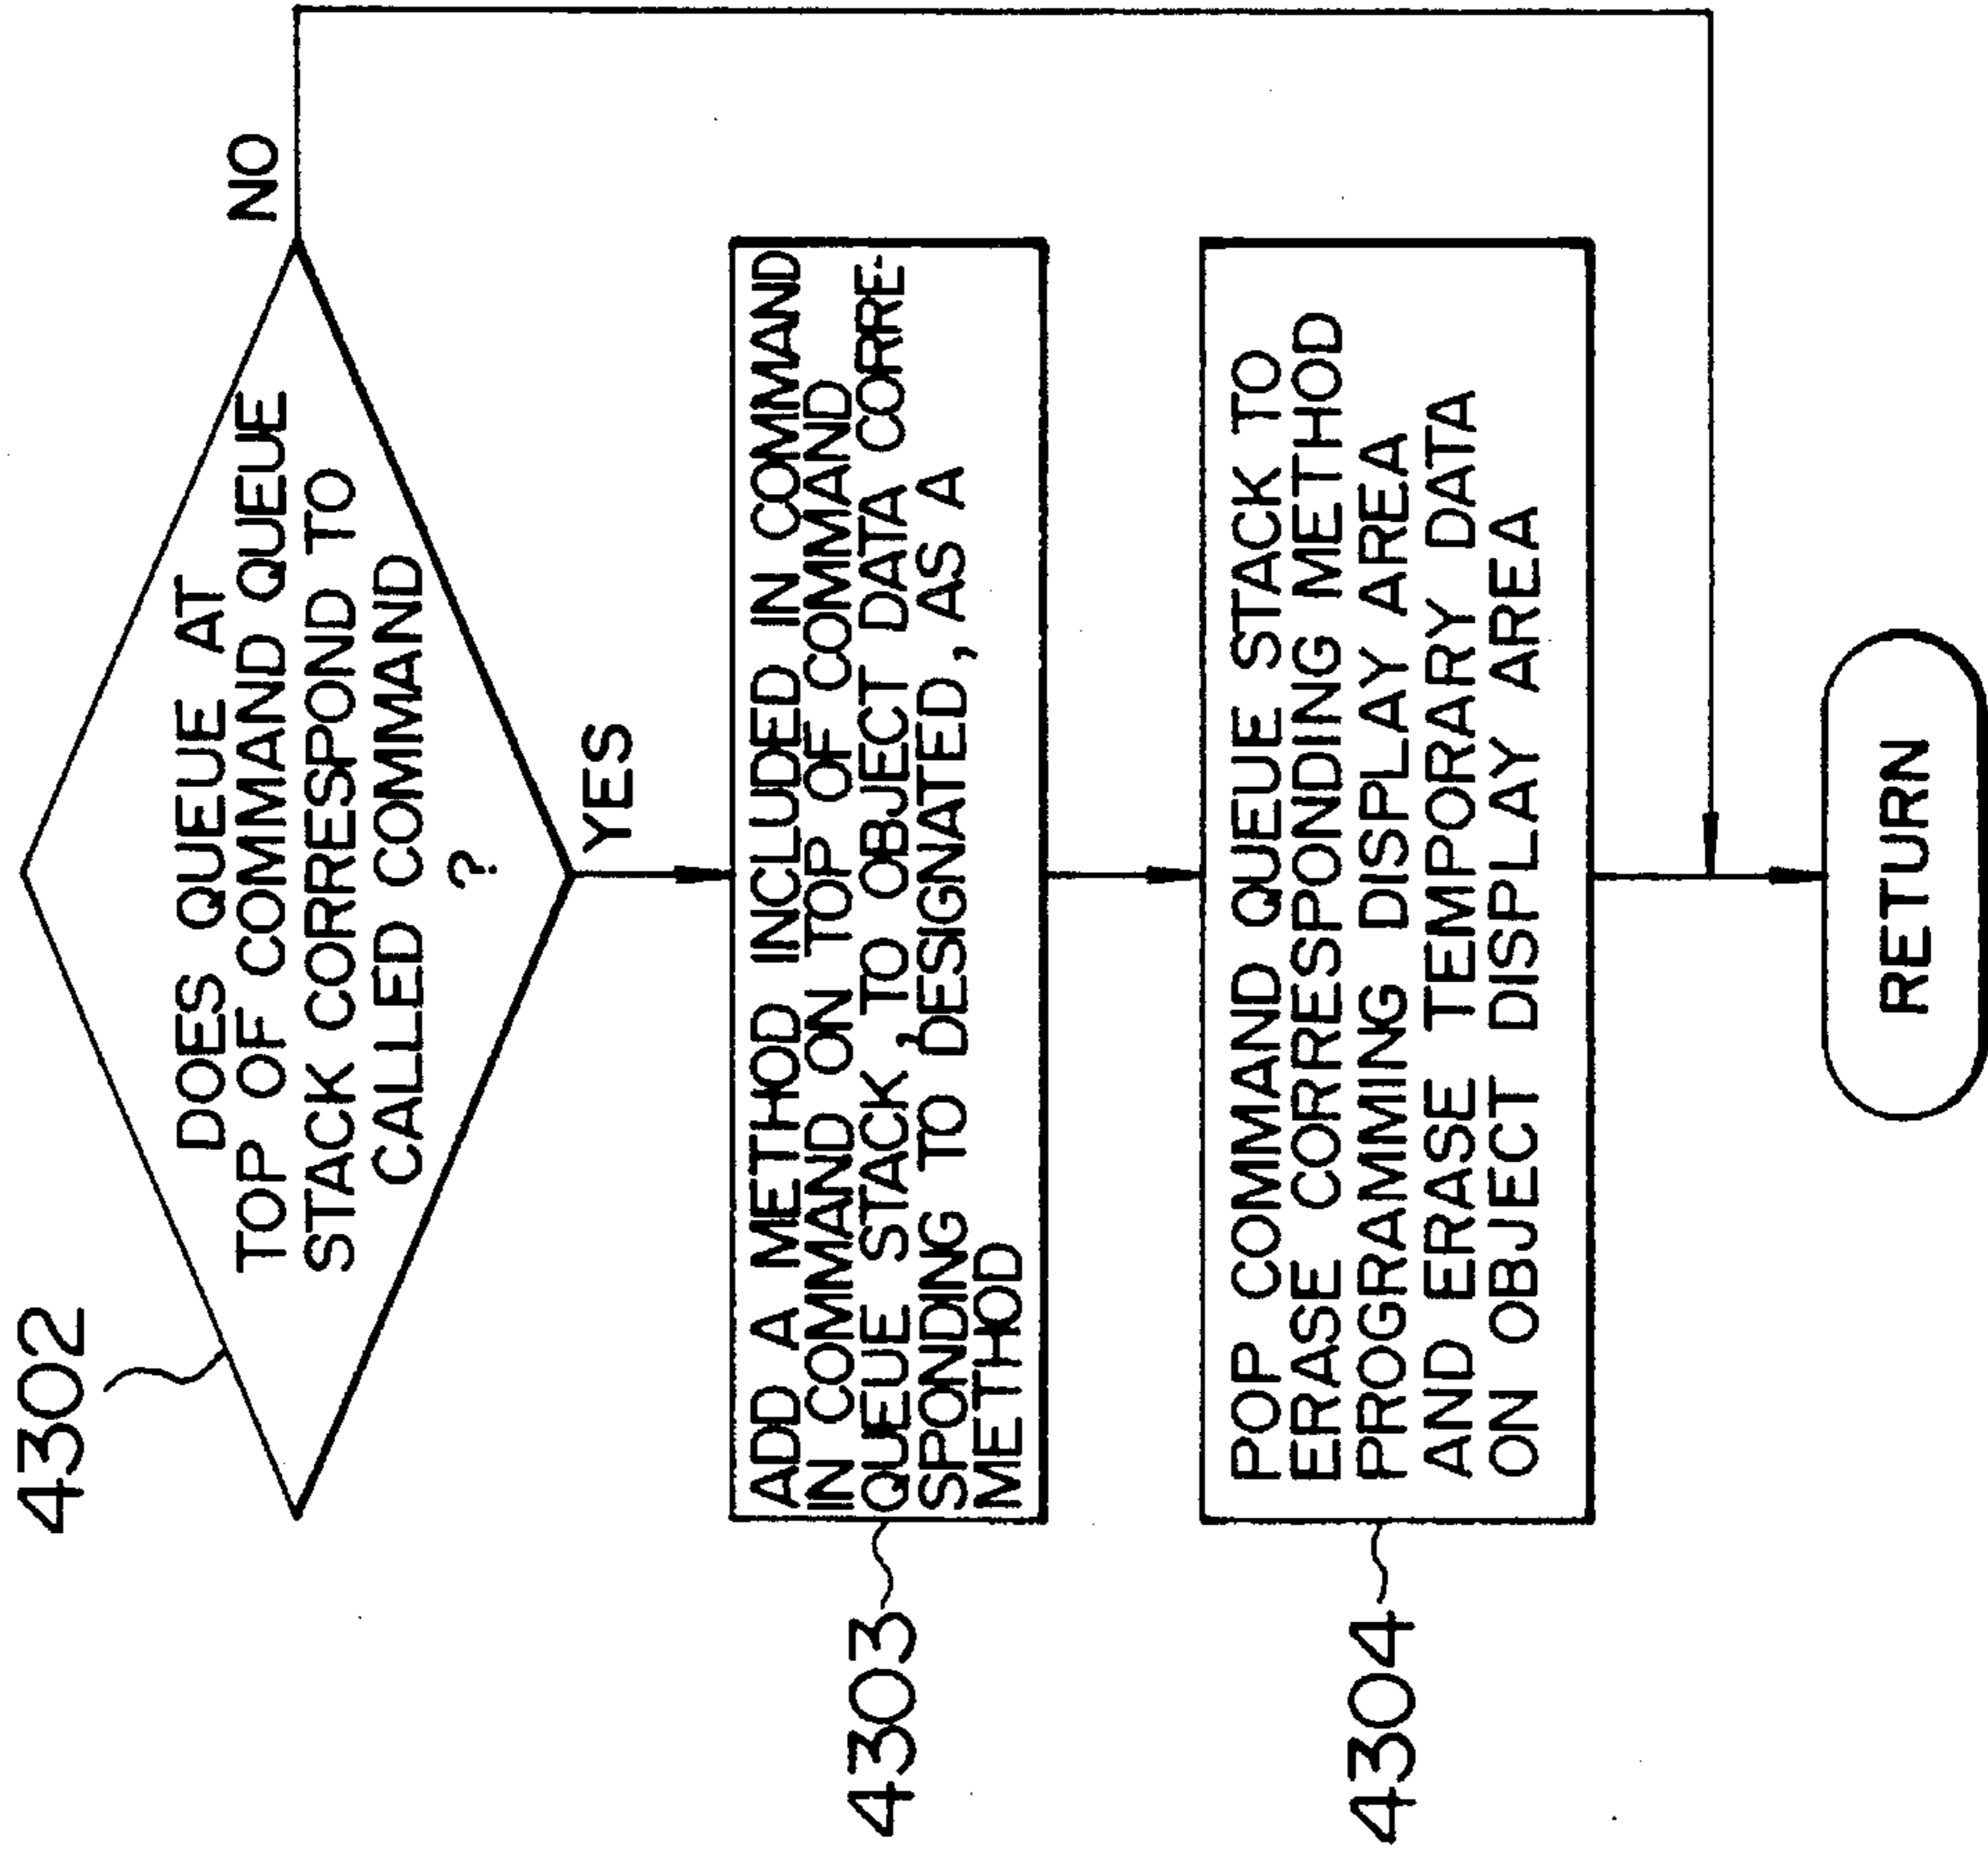 4302
DOES QUEUE AT
TOP OF COMMAND QUEUE
STACK CORRESPOND TO
CALLED COMMAND
?
NO
YES
4303
ADD A METHOD INCLUDED IN COMMAND
IN COMMAND ON TOP OF COMMAND
QUEUE STACK, TO OBJECT DATA CORRE-
SPONDING TO DESIGNATED, AS A
METHOD
4304
POP COMMAND QUEUE STACK TO
ERASE CORRESPONDING METHOD
PROGRAMMING DISPLAY AREA
AND ERASE TEMPORARY DATA
ON OBJECT DISPLAY AREA
RETURN